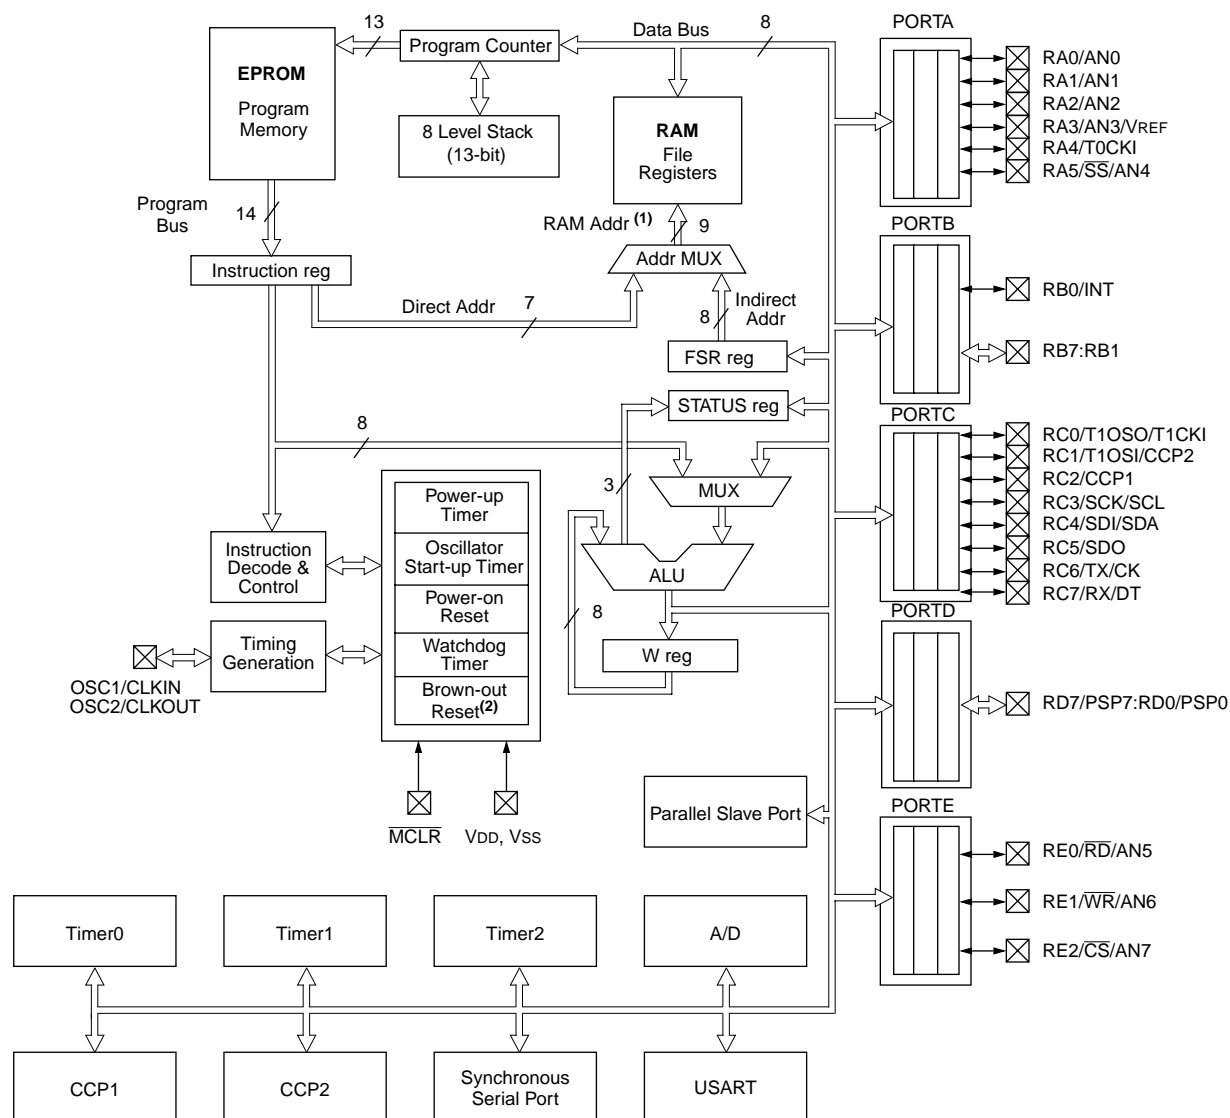 EPROM
Program
Memory
13
Program Counter
8 Level Stack
(13-bit)
Data Bus
8
RAM
File
Registers
RAM Addr (1)
9
Addr MUX
Program
Bus
14
Instruction reg
Direct Addr
7
8
Indirect
Addr
FSR reg
STATUS reg
8
3
MUX
ALU
8
W reg
Power-up
Timer
Oscillator
Start-up Timer
Power-on
Reset
Watchdog
Timer
Brown-out
Reset(2)
Instruction
Decode &
Control
Timing
Generation
OSC1/CLKIN
OSC2/CLKOUT
M̅C̅L̅R̅
VDD, VSS
Parallel Slave Port
PORTA
RA0/AN0
RA1/AN1
RA2/AN2
RA3/AN3/VREF
RA4/T0CKI
RA5/S̅S̅/AN4
PORTB
RB0/INT
RB7:RB1
PORTC
RC0/T1OSO/T1CKI
RC1/T1OSI/CCP2
RC2/CCP1
RC3/SCK/SCL
RC4/SDI/SDA
RC5/SDO
RC6/TX/CK
RC7/RX/DT
PORTD
RD7/PSP7:RD0/PSP0
PORTE
RE0/R̅D̅/AN5
RE1/W̅R̅/AN6
RE2/C̅S̅/AN7
Timer0
Timer1
Timer2
A/D
CCP1
CCP2
Synchronous
Serial Port
USART